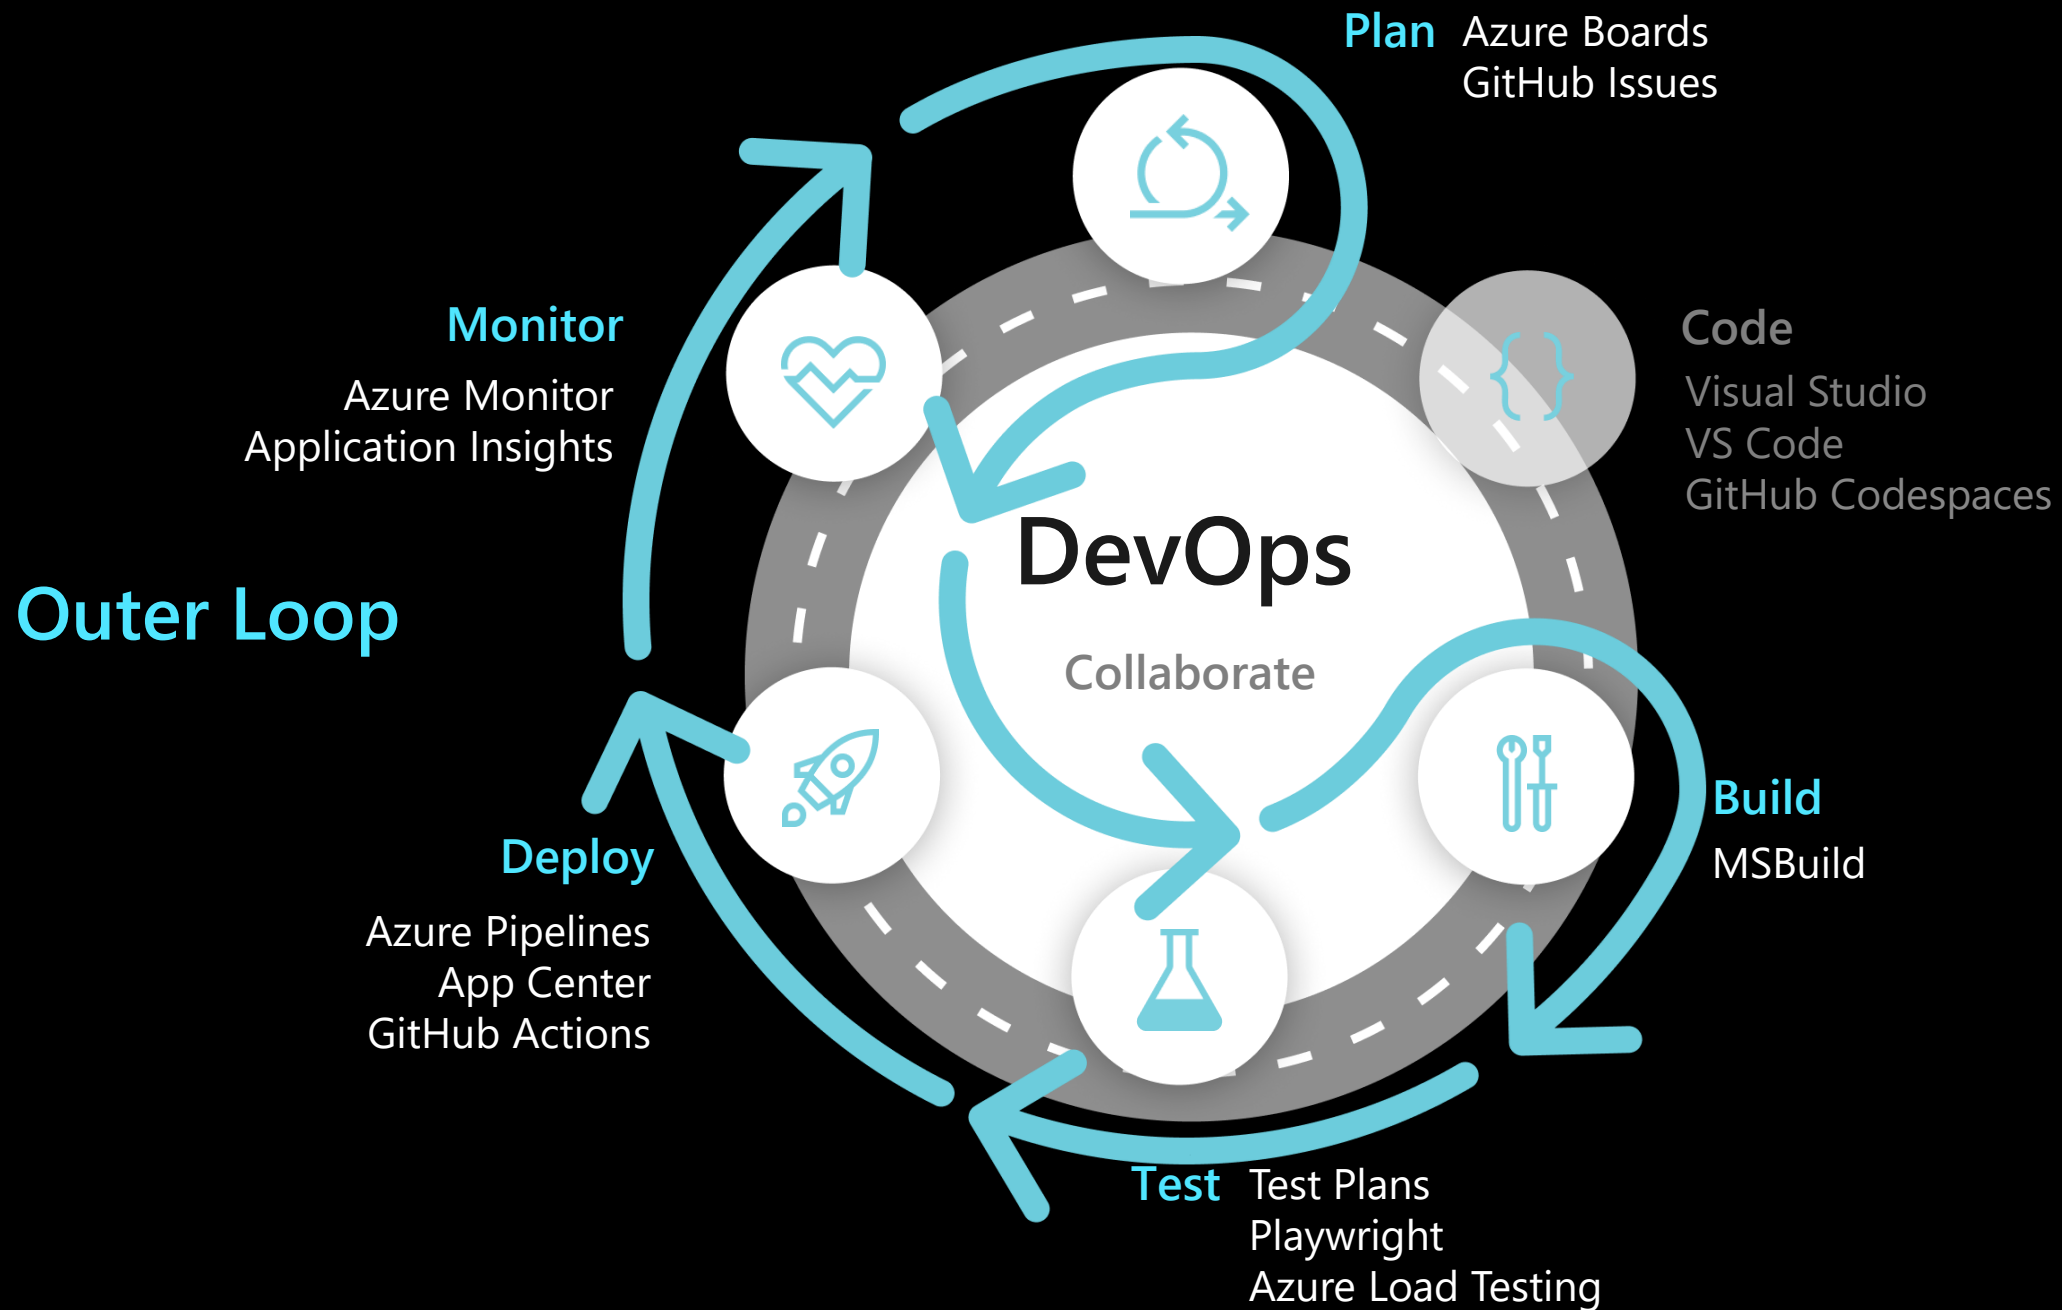 Plan
Azure Boards
GitHub Issues
Code
Visual Studio
VS Code
GitHub Codespaces
Monitor
Azure Monitor
Application Insights
DevOps
Collaborate
Outer Loop
Build
MSBuild
Deploy
Azure Pipelines
App Center
GitHub Actions
Test
Test Plans
Playwright
Azure Load Testing